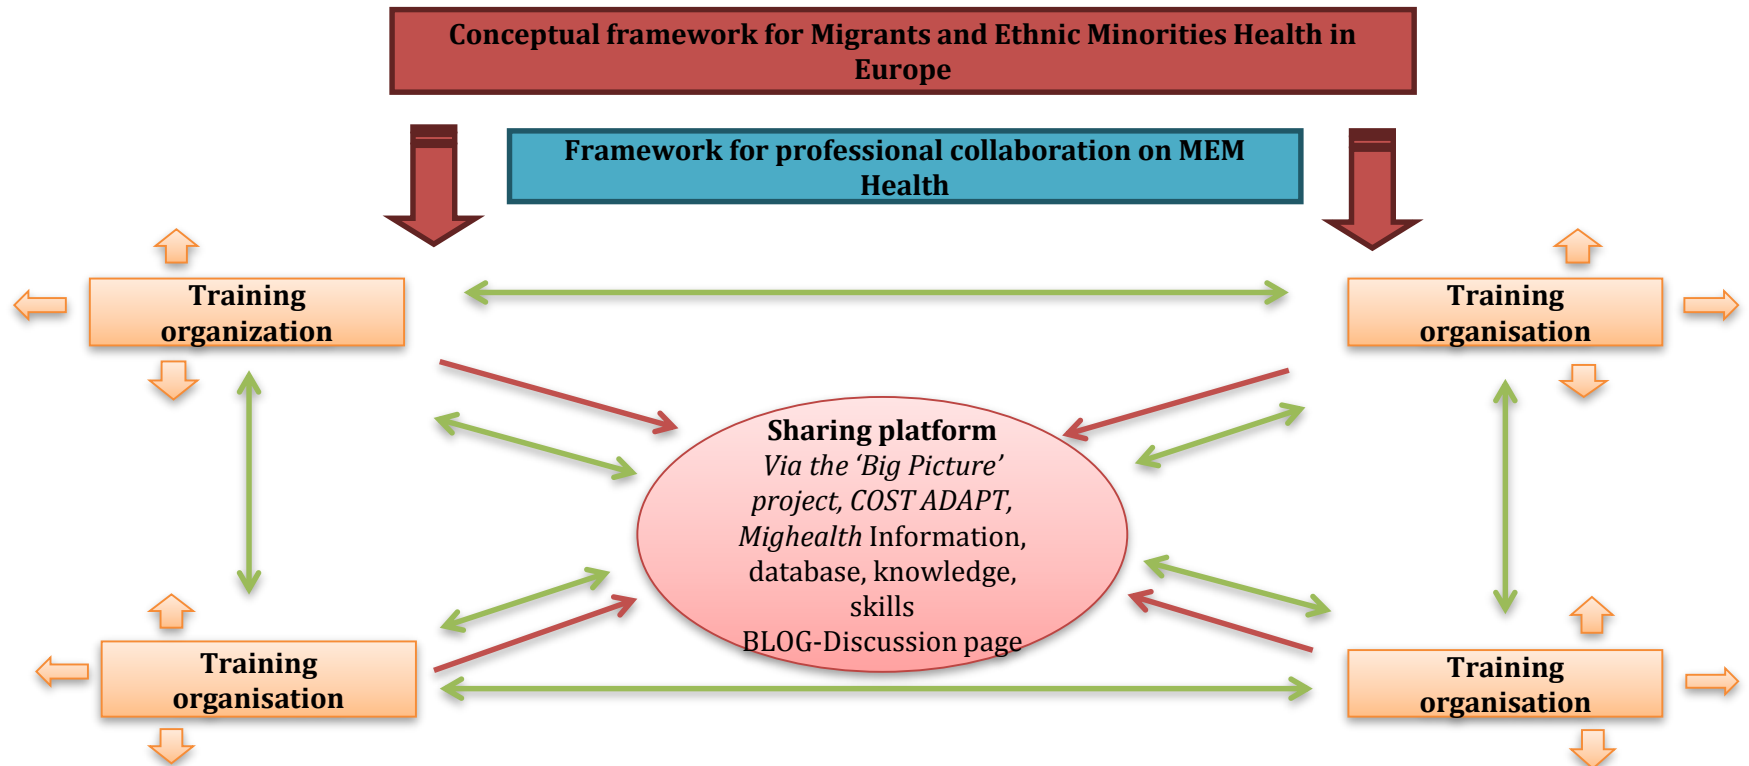 Conceptual framework for Migrants and Ethnic Minorities Health in
Europe
Framework for professional collaboration on MEM
Health
Training
organization
Training
organisation
Sharing platform
Via the ‘Big Picture’
project, COST ADAPT,
Mighealth Information,
database, knowledge,
skills
BLOG-Discussion page
Training
organisation
Training
organisation